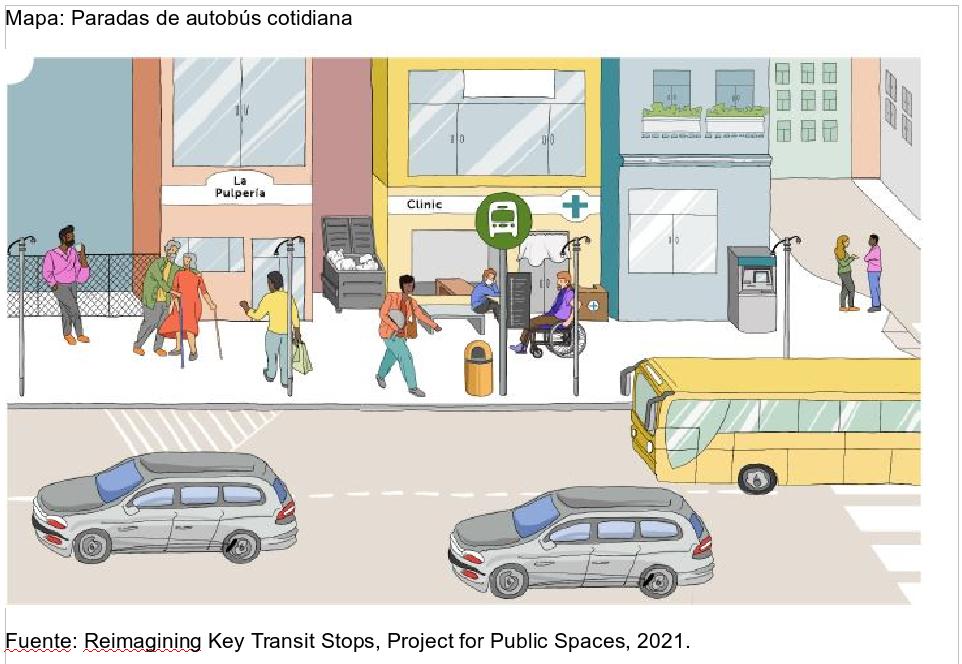 Mapa: Paradas de autobús cotidiana
La
Pulpería
Clinic
Fuente: Reimagining Key Transit Stops, Project for Public Spaces, 2021.